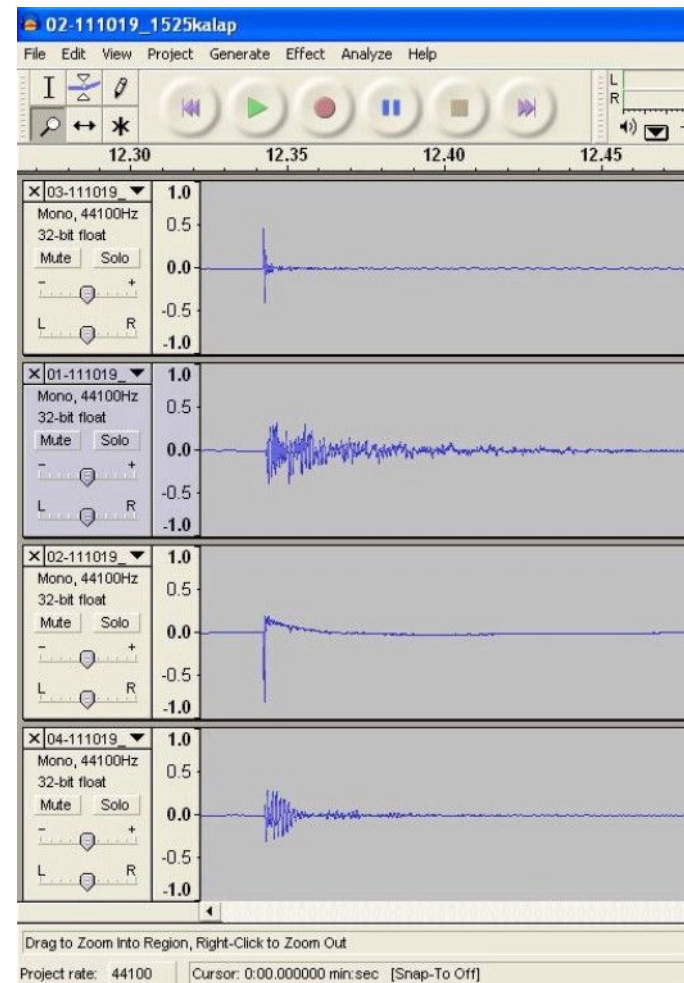 02-111019_1525kalap
File Edit View Project Generate Effect Analyze Help
L
R
12.30 12.35 12.40 12.45
03-111019_
Mono, 44100Hz
32-bit float
Mute Solo
- +
L R
1.0
0.5
0.0
-0.5
-1.0
01-111019_
Mono, 44100Hz
32-bit float
Mute Solo
- +
L R
1.0
0.5
0.0
-0.5
-1.0
02-111019_
Mono, 44100Hz
32-bit float
Mute Solo
- +
L R
1.0
0.5
0.0
-0.5
-1.0
04-111019_
Mono, 44100Hz
32-bit float
Mute Solo
- +
L R
1.0
0.5
0.0
-0.5
-1.0
Drag to Zoom Into Region, Right-Click to Zoom Out
Project rate: 44100 Cursor: 0:00.000000 min:sec [Snap-To Off]